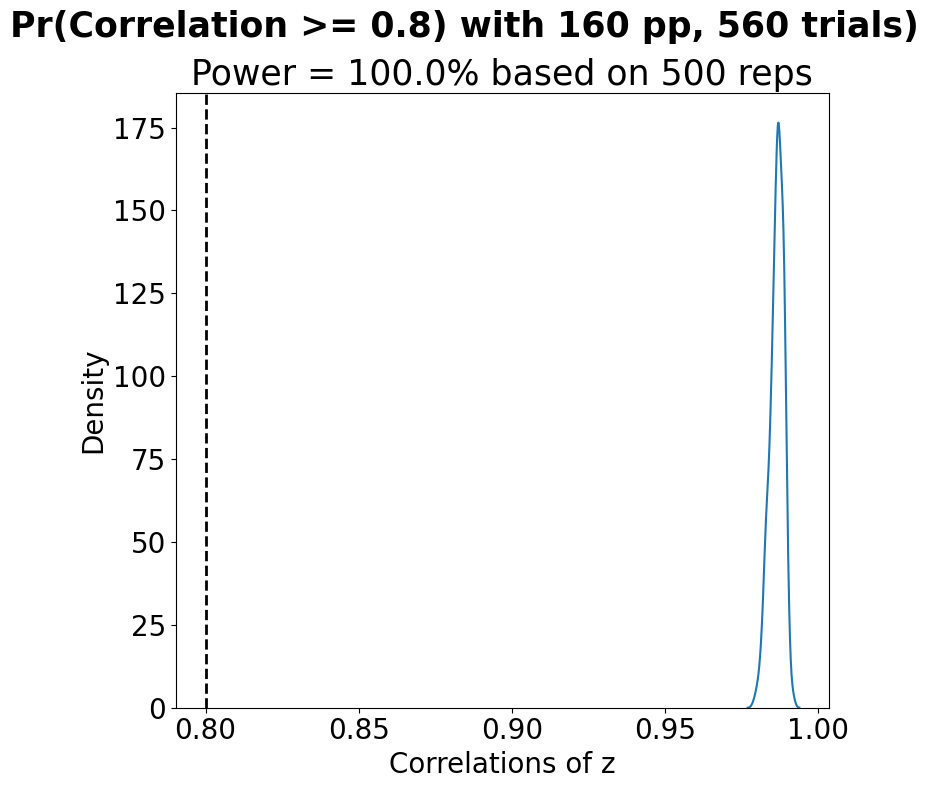 Pr(Correlation >= 0.8) with 160 pp, 560 trials)
Power = 100.0% based on 500 reps
175
150
125
100
75
50
25
0
Density
0.80 0.85 0.90 0.95 1.00
Correlations of z